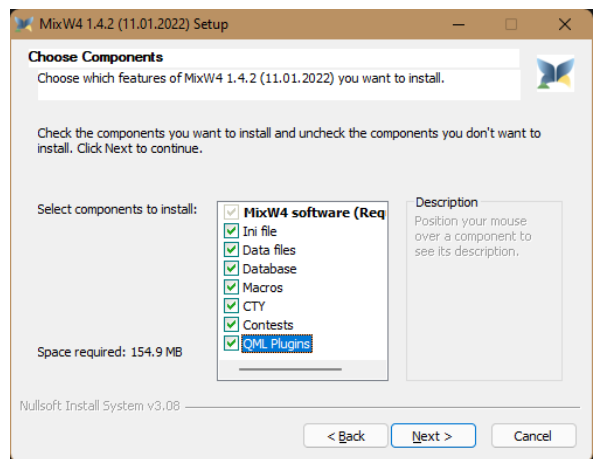 MixW4 1.4.2 (11.01.2022) Setup
Choose Components
Choose which features of MixW4 1.4.2 (11.01.2022) you want to install.
Check the components you want to install and uncheck the components you don't want to
install. Click Next to continue.
Select components to install:
MixW4 software (Req
Ini file
Data files
Database
Macros
CTY
Contests
QML Plugins
Description
Position your mouse
over a component to
see its description.
Space required: 154.9 MB
Nullsoft Install System v3.08
< Back
Next >
Cancel